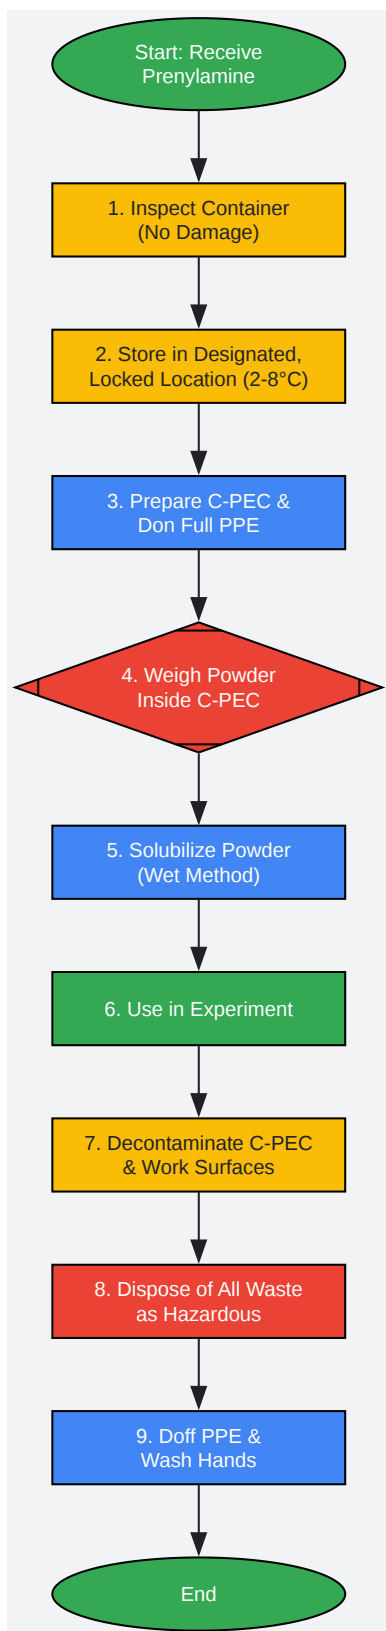 Start: Receive
Prenylamine
1. Inspect Container
(No Damage)
2. Store in Designated,
Locked Location (2-8°C)
3. Prepare C-PEC &
Don Full PPE
4. Weigh Powder
Inside C-PEC
5. Solubilize Powder
(Wet Method)
6. Use in Experiment
7. Decontaminate C-PEC
& Work Surfaces
8. Dispose of All Waste
as Hazardous
9. Doff PPE &
Wash Hands
End